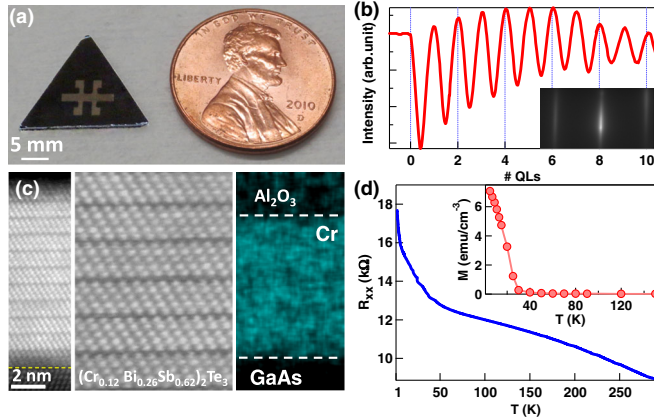 (a)
IN GOD WE TRUST
LIBERTY
2010
D
5 mm
(b)
Intensity (arb.unit)
0 2 4 6 8 10
# QLs
(c)
Al2O3
Cr
2 nm
(Cr0.12 Bi0.26Sb0.62)2Te3
GaAs
(d)
18
16
14
12
10
Rxx (kΩ)
1 50 100 150 200 250
T (K)
6
4
2
0
M (emu/cm-3)
40 80 120
T (K)